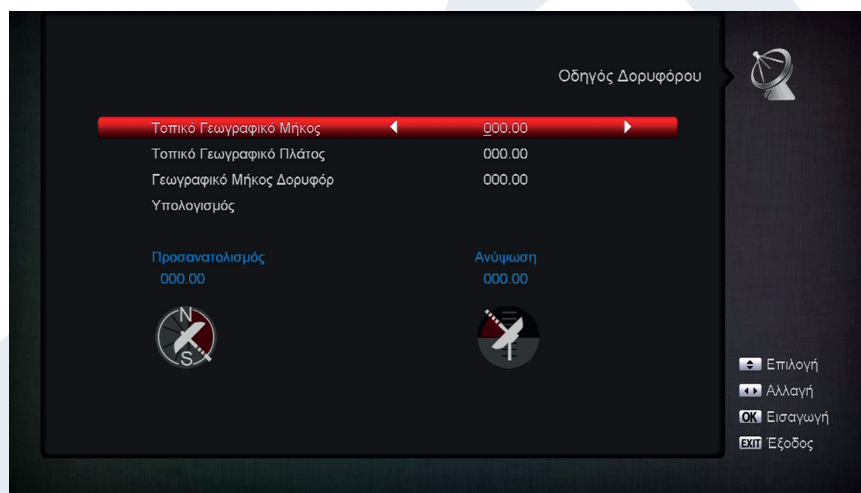 Οδηγός Δορυφόρου
Τοπικό Γεωγραφικό Μήκος 000.00
Τοπικό Γεωγραφικό Πλάτος 000.00
Γεωγραφικό Μήκος Δορυφόρ 000.00
Υπολογισμός
Προσανατολισμός Ανύψωση
000.00 000.00
N
S
Επιλογή
Αλλαγή
OK Εισαγωγή
EXIT Έξοδος